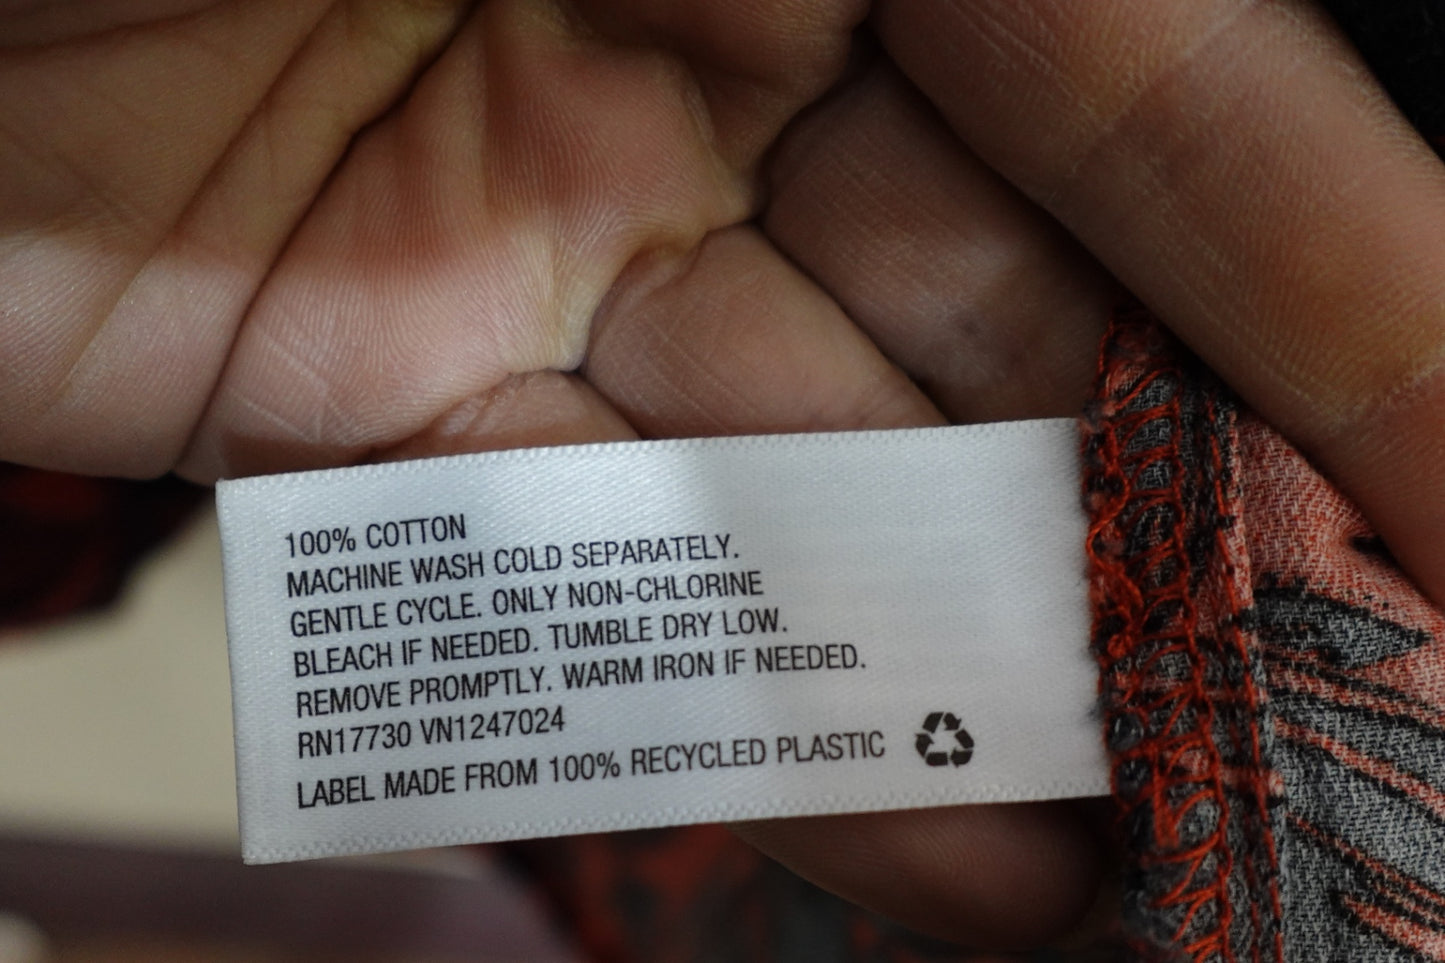 100% COTTON
MACHINE WASH COLD SEPARATELY.
GENTLE CYCLE. ONLY NON-CHLORINE
BLEACH IF NEEDED. TUMBLE DRY LOW.
REMOVE PROMPTLY. WARM IRON IF NEEDED.
RN17730 VN1247024
LABEL MADE FROM 100% RECYCLED PLASTIC